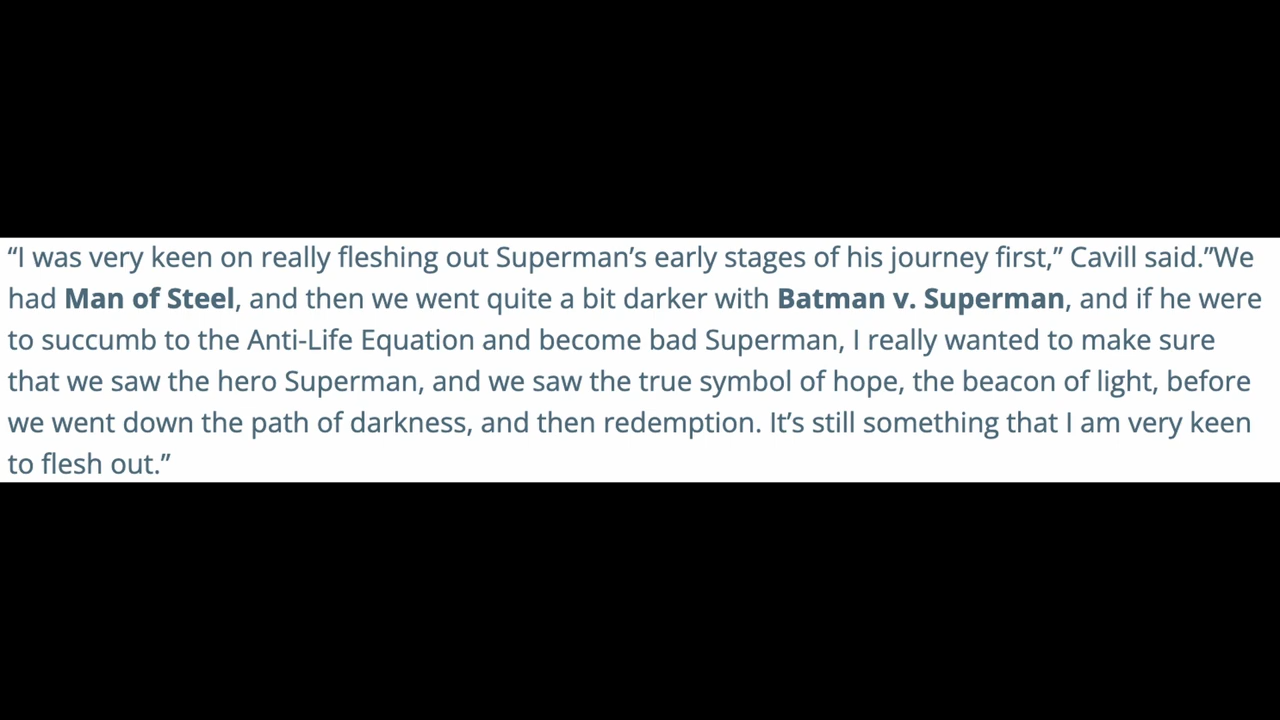 “I was very keen on really fleshing out Superman’s early stages of his journey first,” Cavill said.”We
had Man of Steel, and then we went quite a bit darker with Batman v. Superman, and if he were
to succumb to the Anti-Life Equation and become bad Superman, I really wanted to make sure
that we saw the hero Superman, and we saw the true symbol of hope, the beacon of light, before
we went down the path of darkness, and then redemption. It’s still something that I am very keen
to flesh out.”